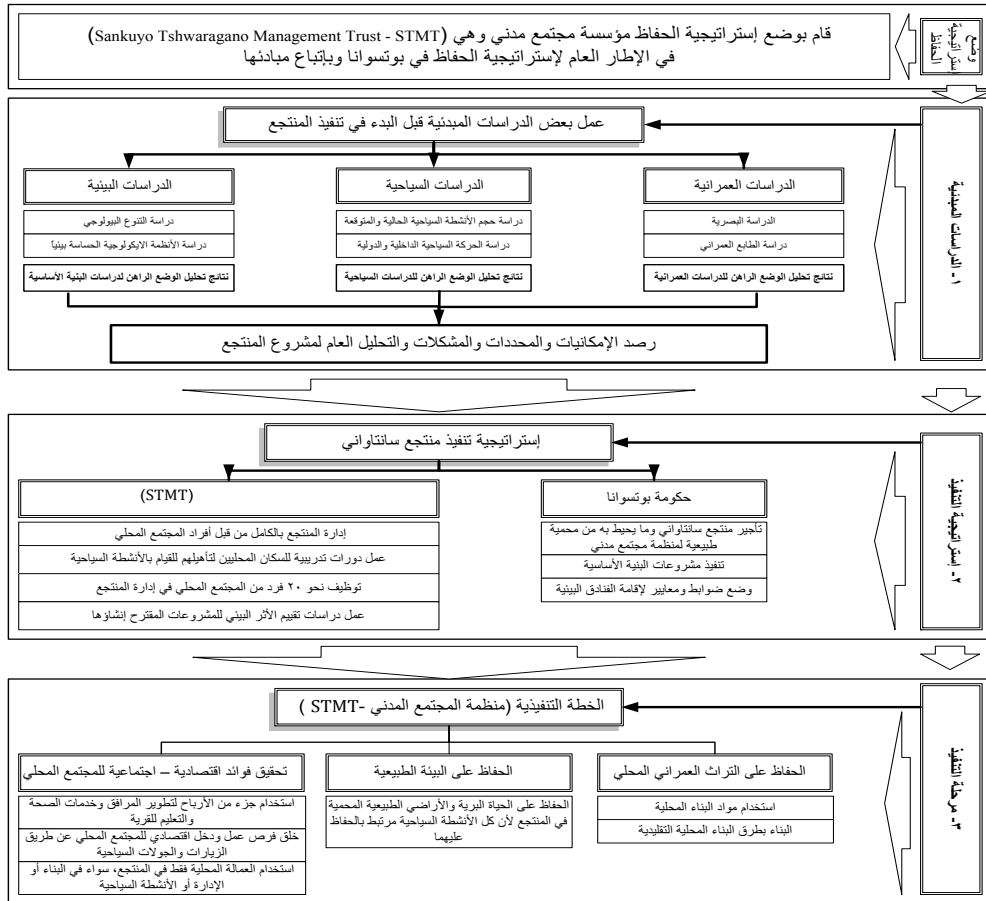 وضع
إستراتيجية
الحفاظ
قام بوضع إستراتيجية الحفاظ مؤسسة مجتمع مدني وهي (Sankuyo Tshwaragano Management Trust - STMT)
في الإطار العام لإستراتيجية الحفاظ في بوتسوانا وبإتباع مبادئها
١- الدراسات المبدئية
عمل بعض الدراسات المبدئية قبل البدء في تنفيذ المنتجع
الدراسات العمرانية
الدراسة البصرية
دراسة الطابع العمراني
نتائج تحليل الوضع الراهن للدراسات العمرانية
الدراسات السياحية
دراسة حجم الأنشطة السياحية الحالية والمتوقعة
دراسة الحركة السياحية الداخلية والدولية
نتائج تحليل الوضع الراهن للدراسات السياحية
الدراسات البيئية
دراسة التنوع البيولوجي
دراسة الأنظمة الايكولوجية الحساسة بيئياً
نتائج تحليل الوضع الراهن لدراسات البنية الأساسية
رصد الإمكانيات والمحددات والمشكلات والتحليل العام لمشروع المنتجع
٢- إستراتيجية التنفيذ
إستراتيجية تنفيذ منتجع سانتاواني
حكومة بوتسوانا
تأجير منتجع سانتاواني وما يحيط به من محمية
طبيعية لمنظمة مجتمع مدني
تنفيذ مشروعات البنية الأساسية
وضع ضوابط ومعايير لإقامة الفنادق البيئية
(STMT)
إدارة المنتجع بالكامل من قبل أفراد المجتمع المحلي
عمل دورات تدريبية للسكان المحليين لتأهيلهم للقيام بالأنشطة السياحية
توظيف نحو ٢٠ فرد من المجتمع المحلي في إدارة المنتجع
عمل دراسات تقييم الأثر البيئي للمشروعات المقترح إنشاؤها
٣- مرحلة التنفيذ
الخطة التنفيذية (منظمة المجتمع المدني -STMT )
الحفاظ على التراث العمراني المحلي
استخدام مواد البناء المحلية
البناء بطرق البناء المحلية التقليدية
الحفاظ على البيئة الطبيعية
الحفاظ على الحياة البرية والأراضي الطبيعية المحمية
في المنتجع لأن كل الأنشطة السياحية مرتبط بالحفاظ
عليهما
تحقيق فوائد اقتصادية – اجتماعية للمجتمع المحلي
استخدام جزء من الأرباح لتطوير المرافق وخدمات الصحة
والتعليم للقرية
خلق فرص عمل ودخل اقتصادي للمجتمع المحلي عن طريق
الزيارات والجولات السياحية
استخدام العمالة المحلية فقط في المنتجع، سواء في البناء أو
الإدارة أو الأنشطة السياحية